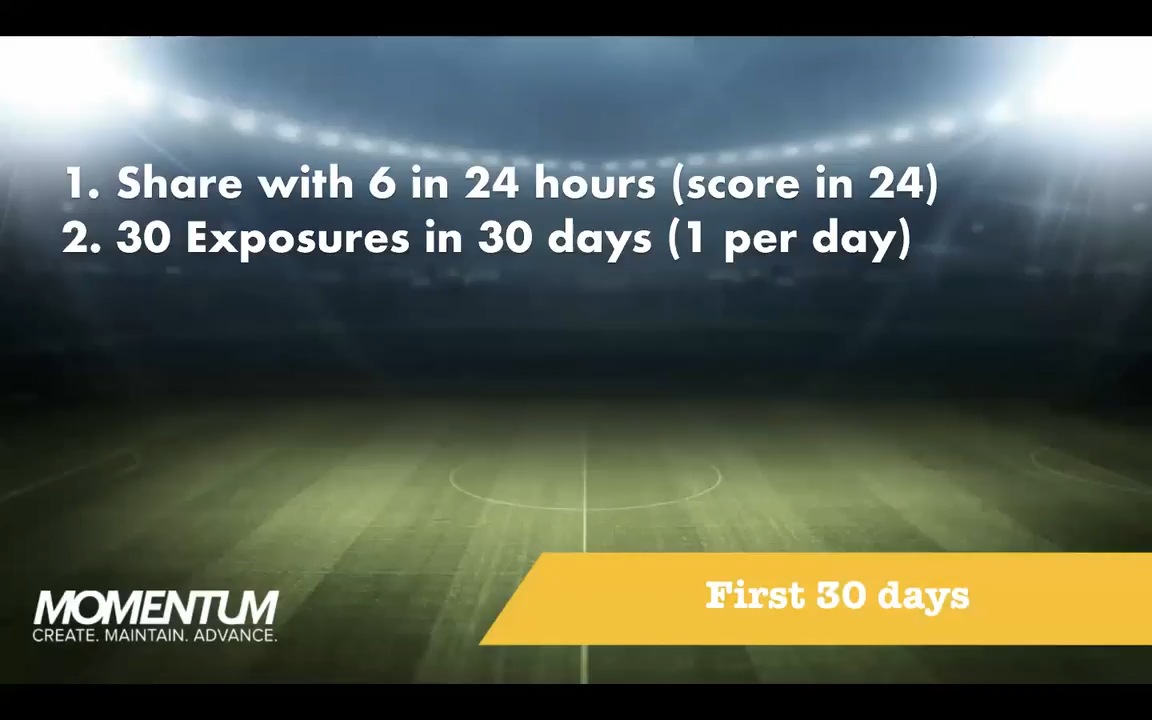 1. Share with 6 in 24 hours (score in 24)
2. 30 Exposures in 30 days (1 per day)
First 30 days
MOMENTUM
CREATE. MAINTAIN. ADVANCE.